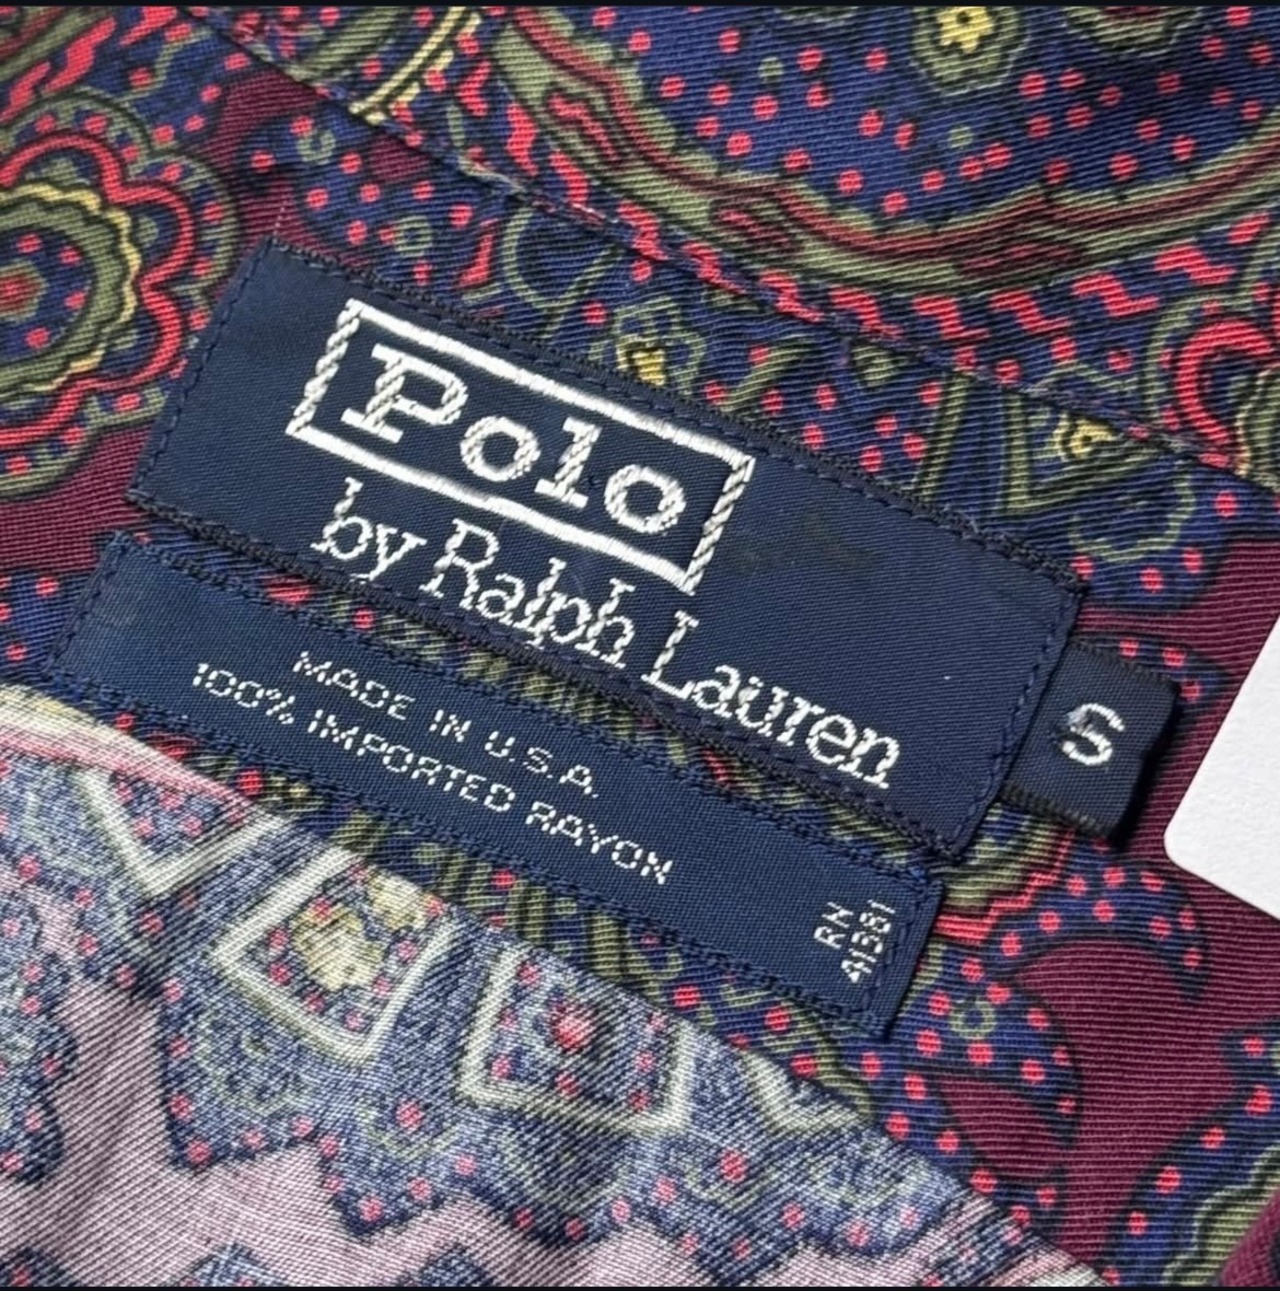 Polo
by Ralph Lauren
S
MADE IN U.S.A.
100% IMPORTED RAYON
RN
41381